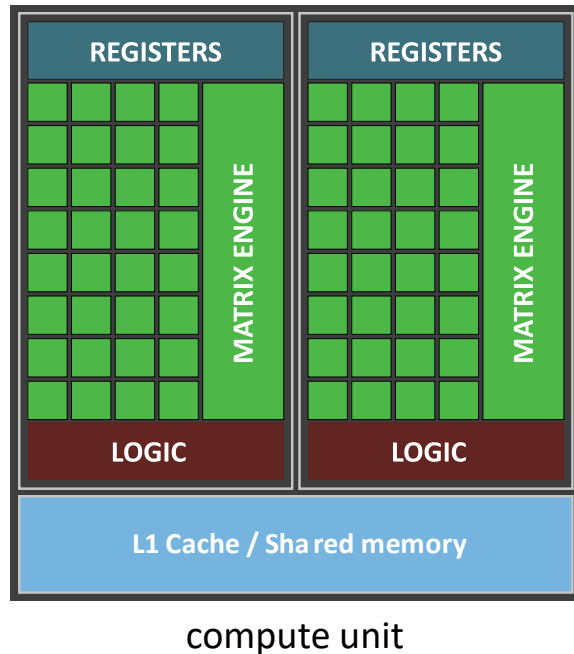 REGISTERS
REGISTERS
MATRIX ENGINE
MATRIX ENGINE
LOGIC
LOGIC
L1 Cache / Shared memory
compute unit